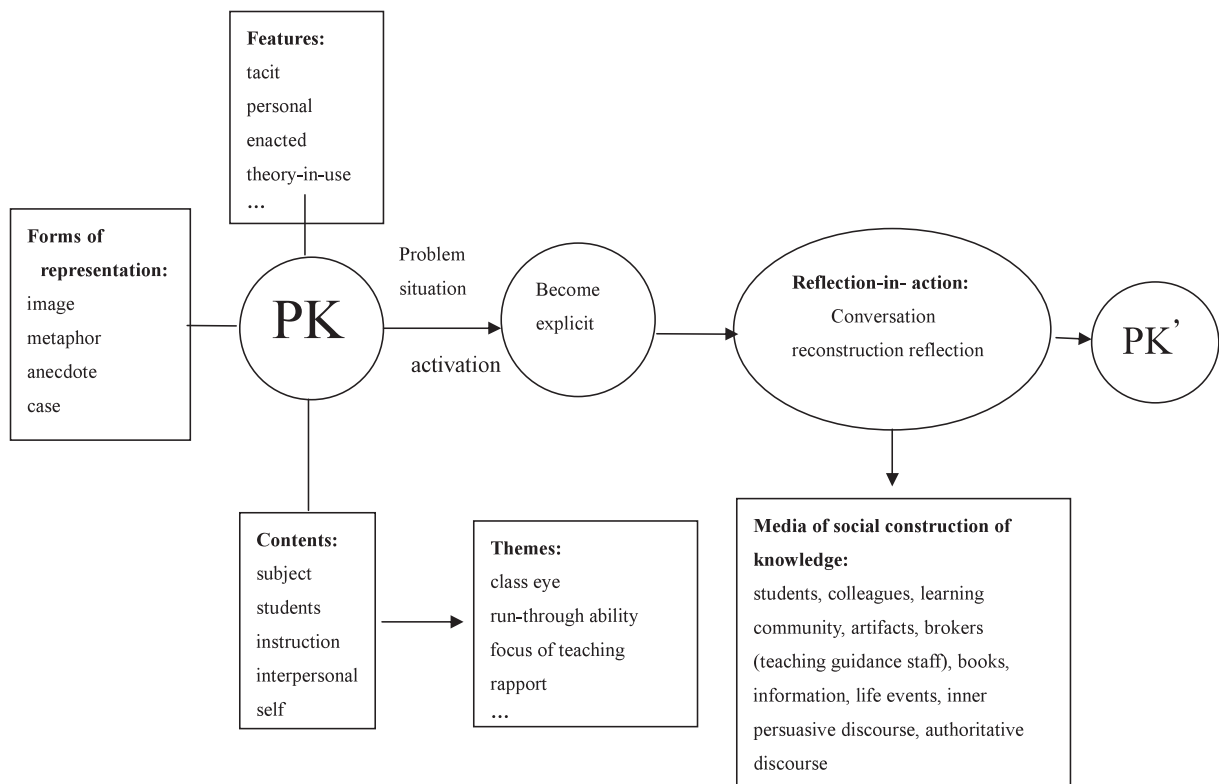 Features:
tacit
personal
enacted
theory-in-use
...
Forms of
representation:
image
metaphor
anecdote
case
PK
Problem
situation
activation
Become
explicit
Reflection-in- action:
Conversation
reconstruction reflection
PK’
Contents:
subject
students
instruction
interpersonal
self
Themes:
class eye
run-through ability
focus of teaching
rapport
...
Media of social construction of
knowledge:
students, colleagues, learning
community, artifacts, brokers
(teaching guidance staff), books,
information, life events, inner
persuasive discourse, authoritative
discourse